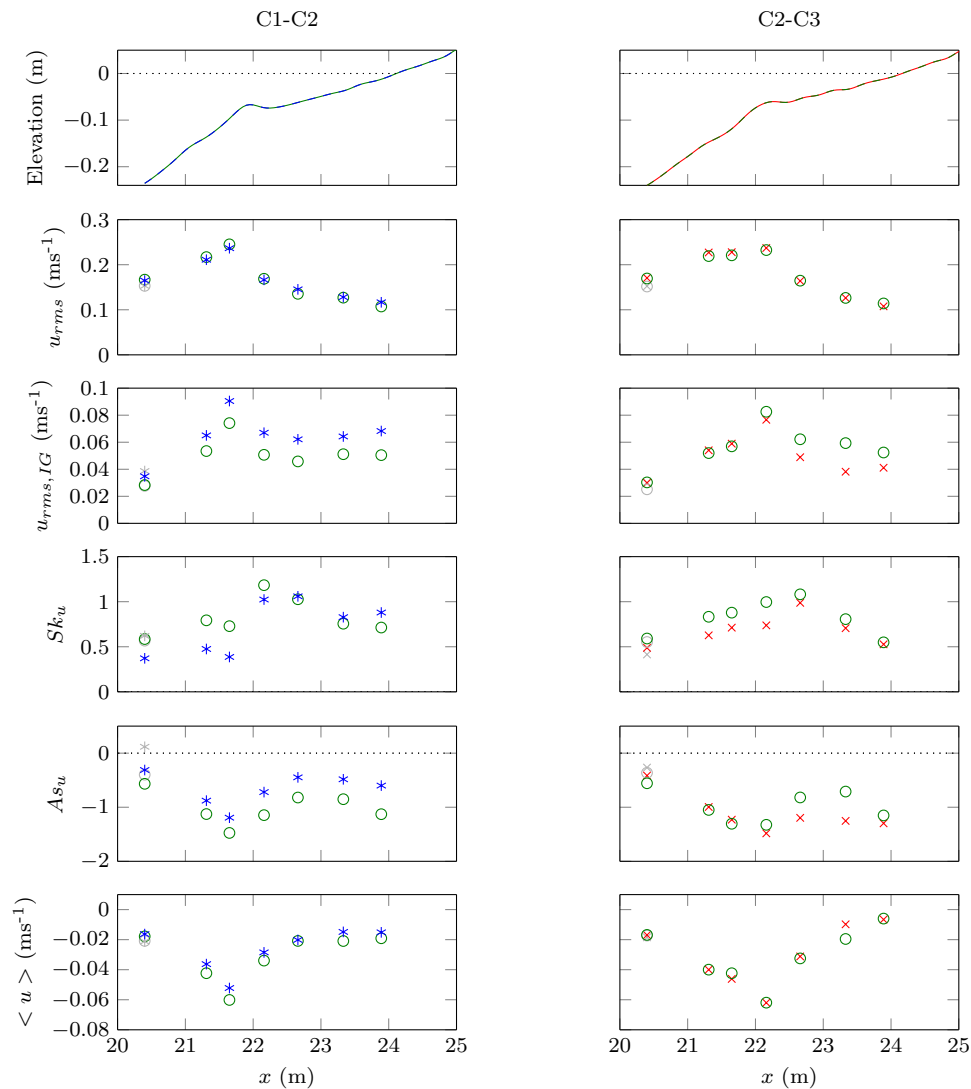 C1-C2
C2-C3
Elevation (m)
0
−0.1
−0.2
u_rms (ms⁻¹)
0.3
0.2
0.1
0
u_rms,IG (ms⁻¹)
0.1
0.08
0.06
0.04
0.02
0
Sk_u
1.5
1
0.5
0
As_u
0
−1
−2
< u > (ms⁻¹)
0
−0.02
−0.04
−0.06
−0.08
20 21 22 23 24 25
20 21 22 23 24 25
x (m)
x (m)